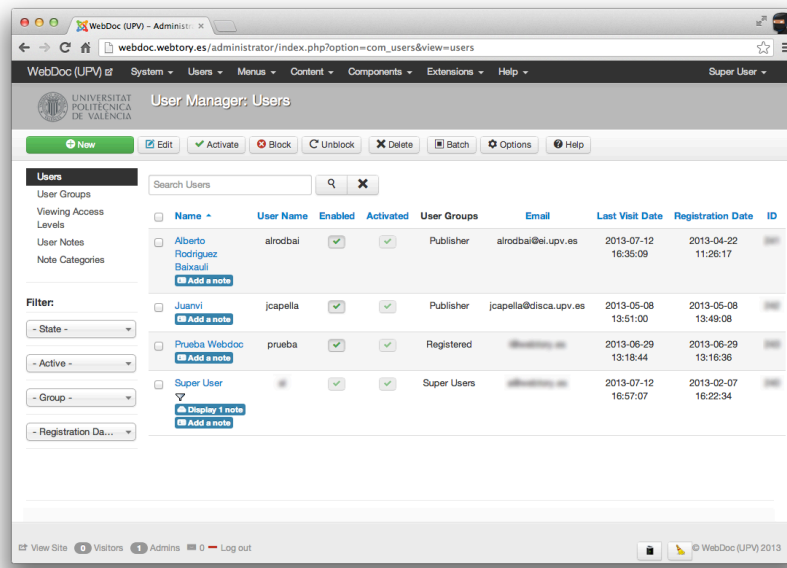 WebDoc (UPV) – Administr
webdoc.webtory.es/administrator/index.php?option=com_users&view=users
WebDoc (UPV) System Users Menus Content Components Extensions Help Super User
UNIVERSITAT
POLITÈCNICA
DE VALÈNCIA
User Manager: Users
New Edit Activate Block Unblock Delete Batch Options Help
Users
User Groups
Viewing Access
Levels
User Notes
Note Categories
Filter:
- State -
- Active -
- Group -
- Registration Da...
Search Users
Name User Name Enabled Activated User Groups Email Last Visit Date Registration Date ID
Alberto alrodbai Publisher alrodbai@ei.upv.es 2013-07-12 2013-04-22
Rodriguez 16:35:09 11:26:17
Baixauli
Add a note
Juanvi jcapella Publisher jcapella@disca.upv.es 2013-05-08 2013-05-08
Add a note 13:51:00 13:49:08
Prueba Webdoc prueba Registered 2013-06-29 2013-06-29
Add a note 13:18:44 13:16:36
Super User Super Users 2013-07-12 2013-02-07
16:57:07 16:22:34
Display 1 note
Add a note
View Site 0 Visitors 1 Admins 0 Log out © WebDoc (UPV) 2013